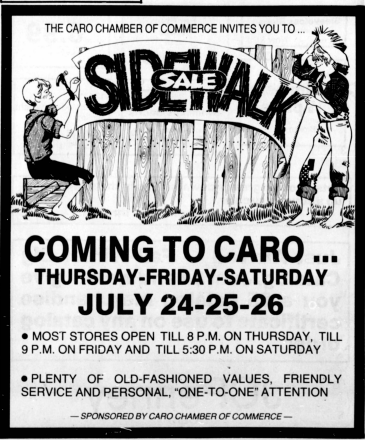 THE CARO CHAMBER OF COMMERCE INVITES YOU TO ...
SIDEWALK
SALE
COMING TO CARO ...
THURSDAY-FRIDAY-SATURDAY
JULY 24-25-26
● MOST STORES OPEN TILL 8 P.M. ON THURSDAY, TILL
9 P.M. ON FRIDAY AND TILL 5:30 P.M. ON SATURDAY
● PLENTY OF OLD-FASHIONED VALUES, FRIENDLY
SERVICE AND PERSONAL, "ONE-TO-ONE" ATTENTION
— SPONSORED BY CARO CHAMBER OF COMMERCE —